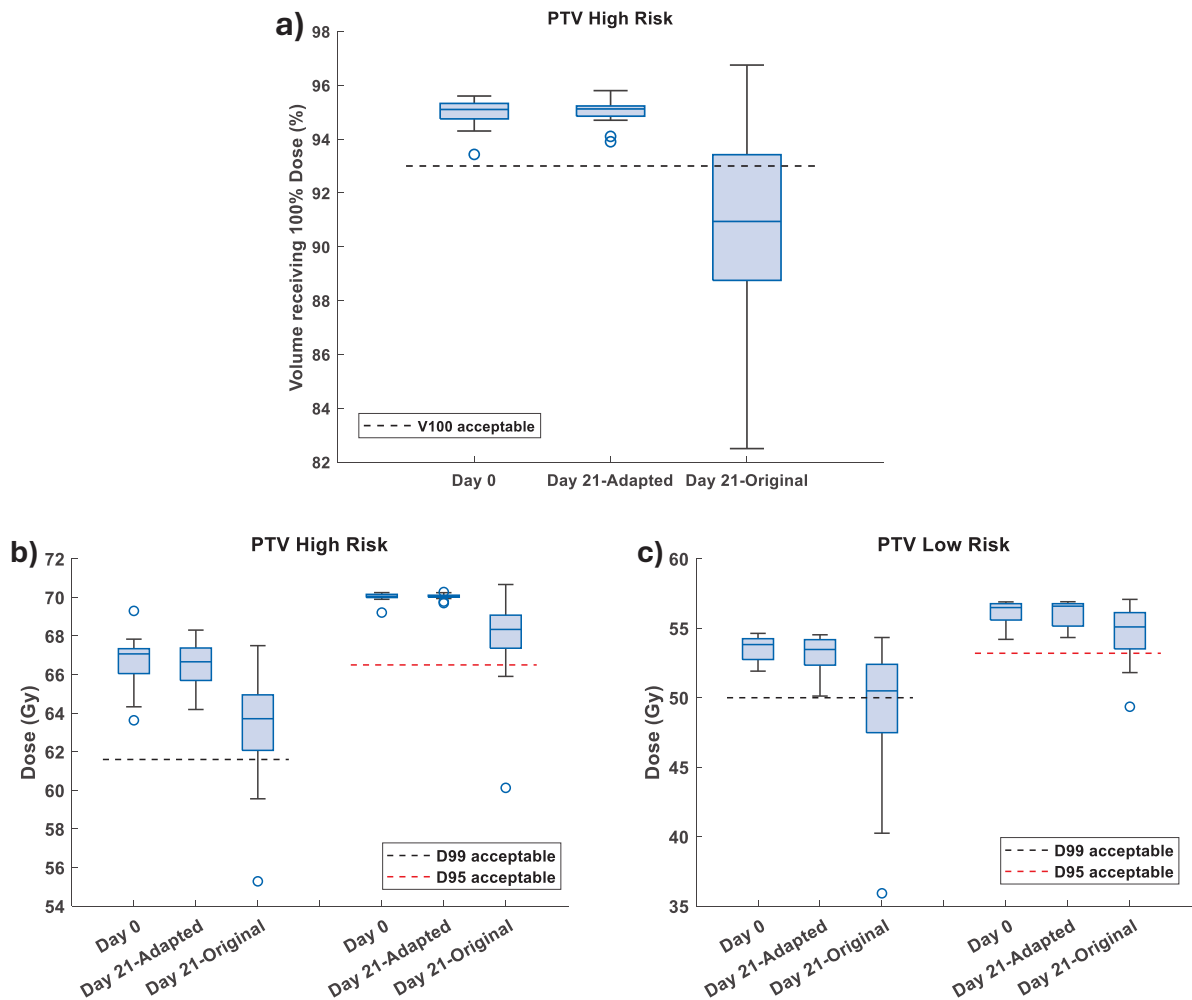 a)
PTV High Risk
Volume receiving 100% Dose (%)
98
96
94
92
90
88
86
84
82
V100 acceptable
Day 0
Day 21-Adapted
Day 21-Original
b)
PTV High Risk
Dose (Gy)
72
70
68
66
64
62
60
58
56
54
D99 acceptable
D95 acceptable
Day 0
Day 21-Adapted
Day 21-Original
Day 0
Day 21-Adapted
Day 21-Original
c)
PTV Low Risk
Dose (Gy)
60
55
50
45
40
35
D99 acceptable
D95 acceptable
Day 0
Day 21-Adapted
Day 21-Original
Day 0
Day 21-Adapted
Day 21-Original